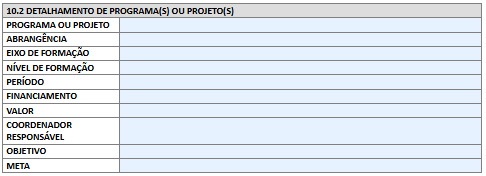 10.2 DETALHAMENTO DE PROGRAMA(S) OU PROJETO(S)
PROGRAMA OU PROJETO
ABRANGÊNCIA
EIXO DE FORMAÇÃO
NÍVEL DE FORMAÇÃO
PERÍODO
FINANCIAMENTO
VALOR
COORDENADOR
RESPONSÁVEL
OBJETIVO
META